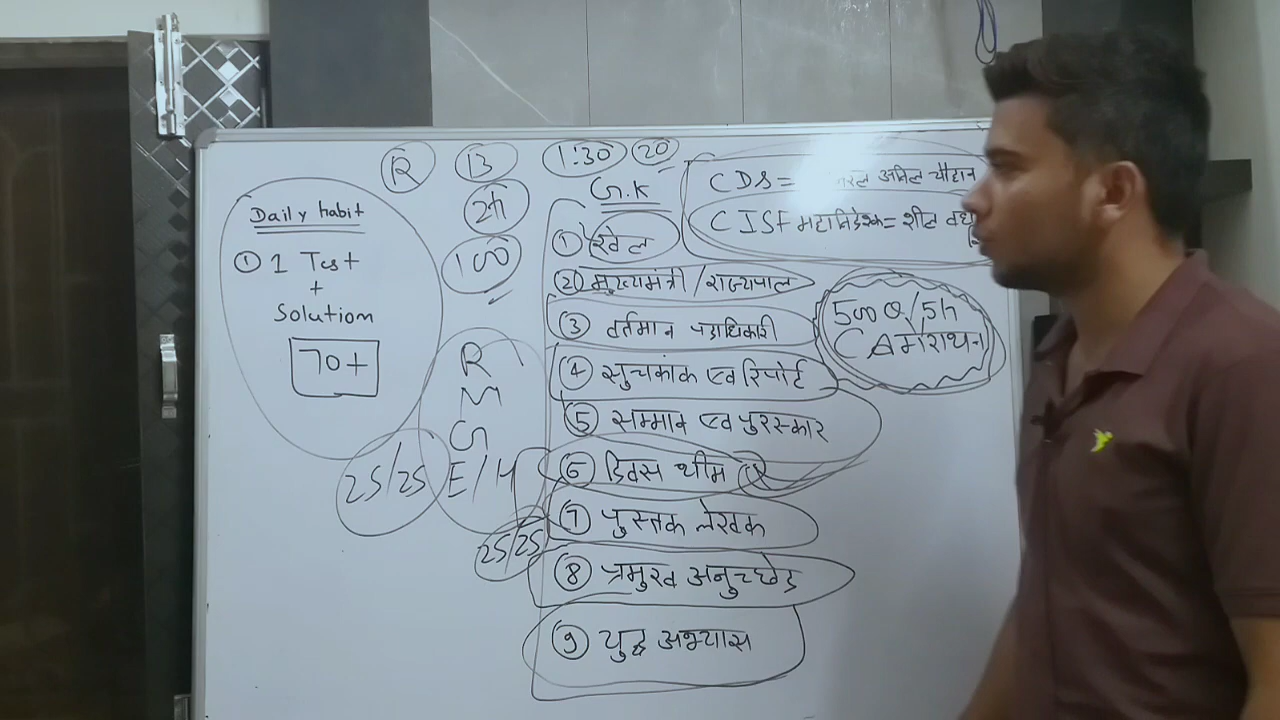 R 13 1:30 20
2h
100
Daily habit
① 1 Test
+
Solution
70+
R
M
G
E/H
25/25
25/25
G.K
① खेल
② मुख्यमंत्री/राज्यपाल
③ वर्तमान पदाधिकारी
④ सुचकांक एव रिपोर्ट
⑤ सम्मान एव पुरस्कार
⑥ दिवस थीम
⑦ पुस्तक लेखक
⑧ प्रमुख अनुच्छेद
⑨ युद्ध अभ्यास
CDS = अनिल चौहान
CISF महानिदेशक = शील
500 Q/5h
CA मैराथन